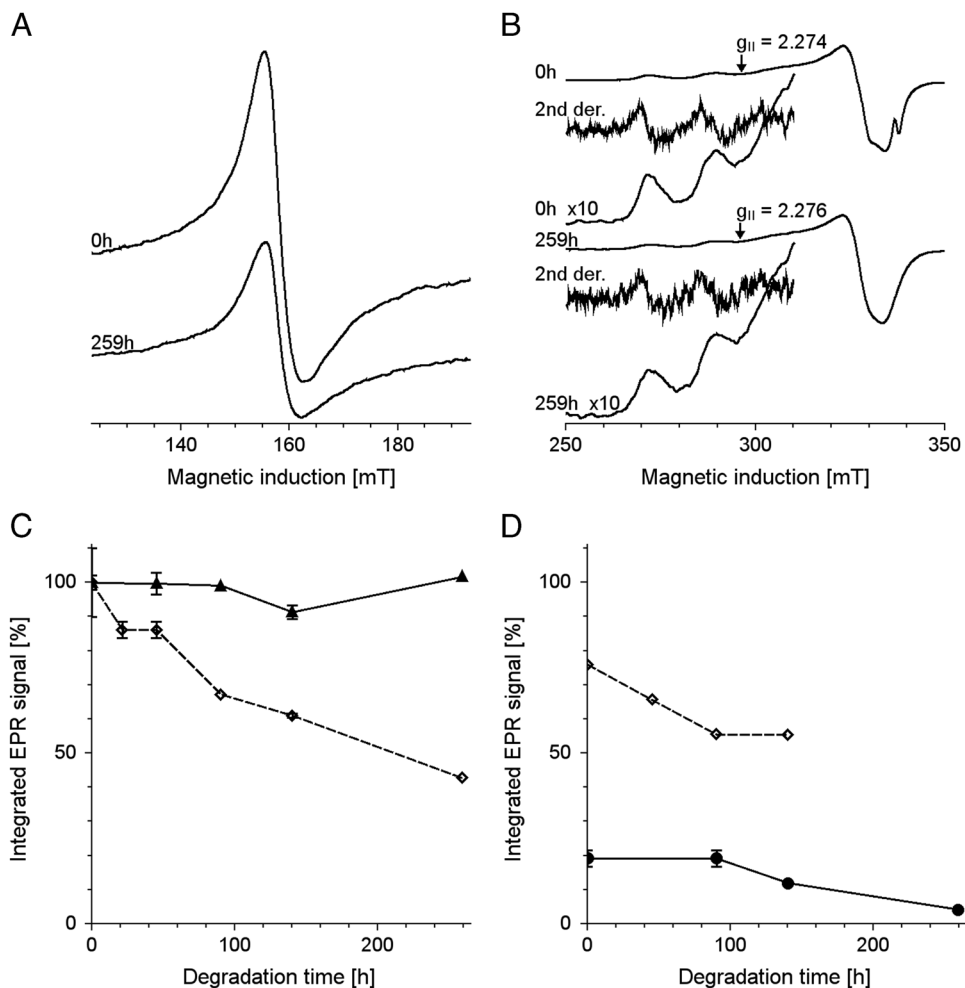 A
0h
259h
140
160
180
Magnetic induction [mT]
B
g_II = 2.274
0h
2nd der.
0h x10
g_II = 2.276
259h
2nd der.
259h x10
250
300
350
Magnetic induction [mT]
C
100
50
0
Integrated EPR signal [%]
0
100
200
Degradation time [h]
D
100
50
0
Integrated EPR signal [%]
0
100
200
Degradation time [h]